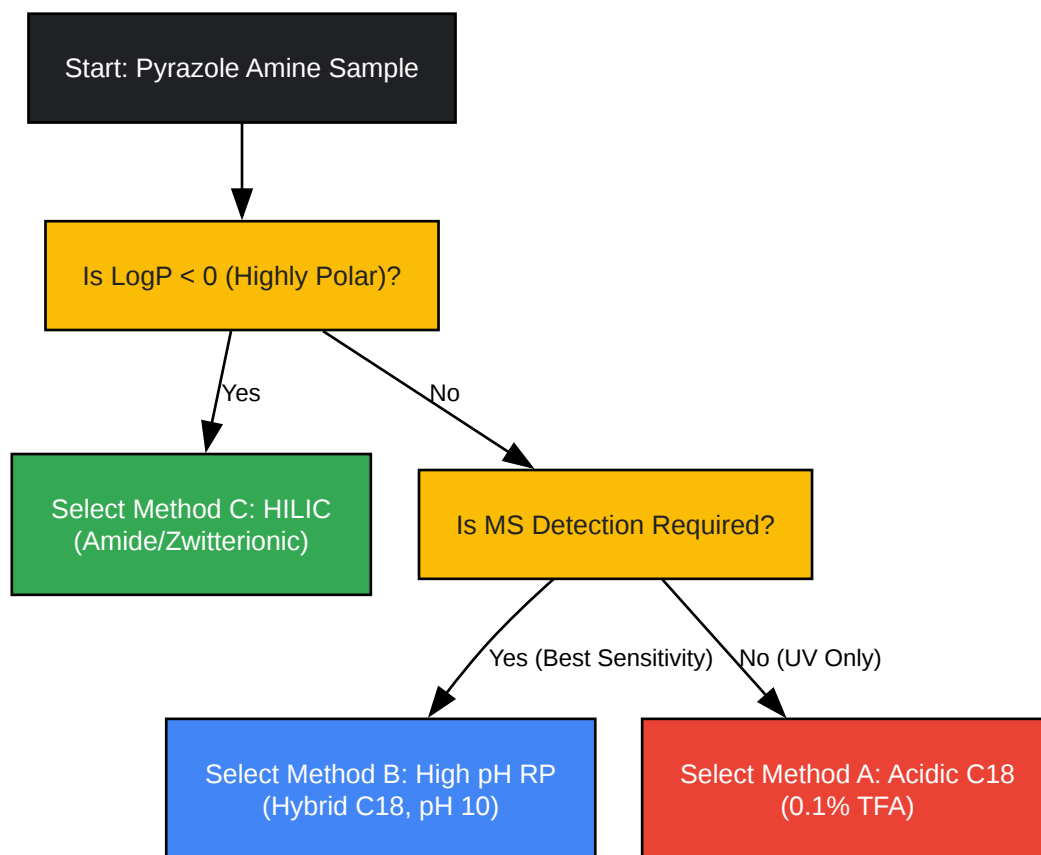 Start: Pyrazole Amine Sample
Is LogP < 0 (Highly Polar)?
Yes
No
Select Method C: HILIC
(Amide/Zwitterionic)
Is MS Detection Required?
Yes (Best Sensitivity)
No (UV Only)
Select Method B: High pH RP
(Hybrid C18, pH 10)
Select Method A: Acidic C18
(0.1% TFA)